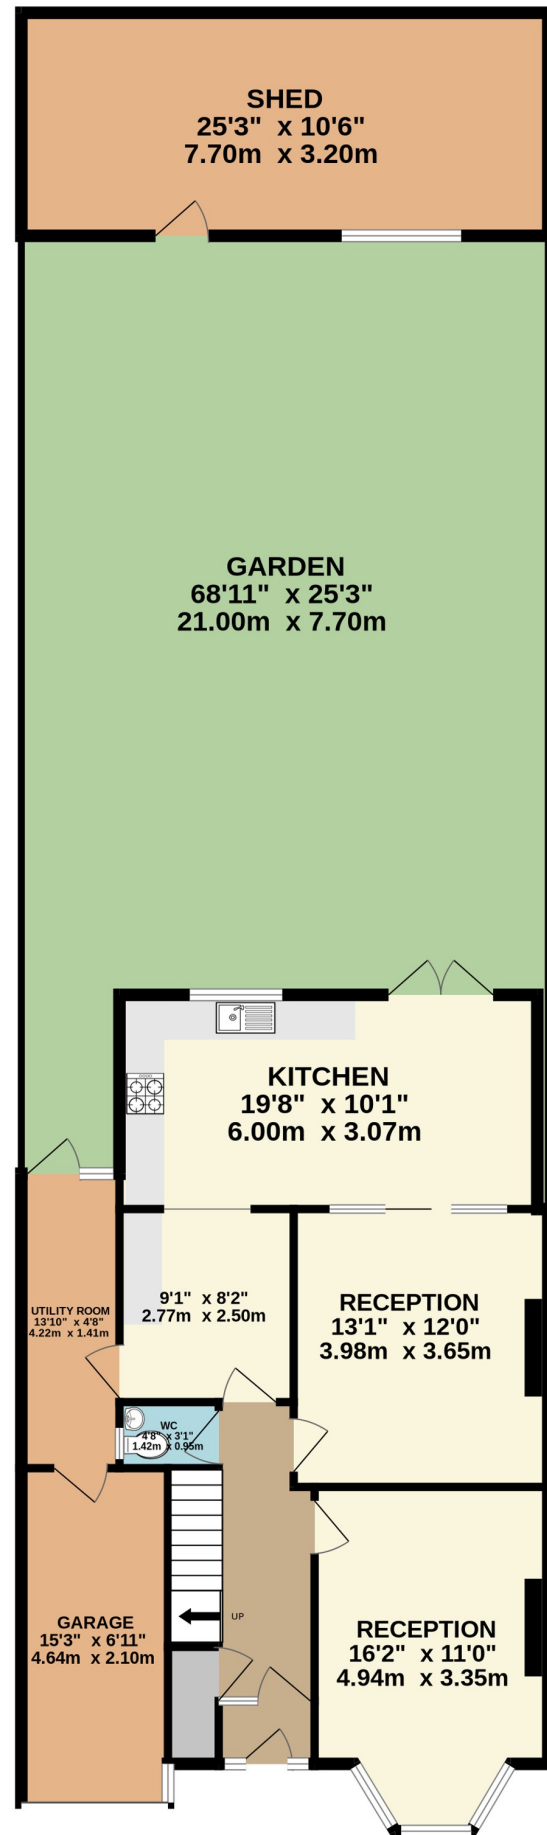 SHED
25'3" x 10'6"
7.70m x 3.20m
GARDEN
68'11" x 25'3"
21.00m x 7.70m
KITCHEN
19'8" x 10'1"
6.00m x 3.07m
9'1" x 8'2"
2.77m x 2.50m
RECEPTION
13'1" x 12'0"
3.98m x 3.65m
UTILITY ROOM
13'10" x 4'8"
4.22m x 1.41m
WC
4'8" x 3'1"
1.42m x 0.95m
UP
GARAGE
15'3" x 6'11"
4.64m x 2.10m
RECEPTION
16'2" x 11'0"
4.94m x 3.35m